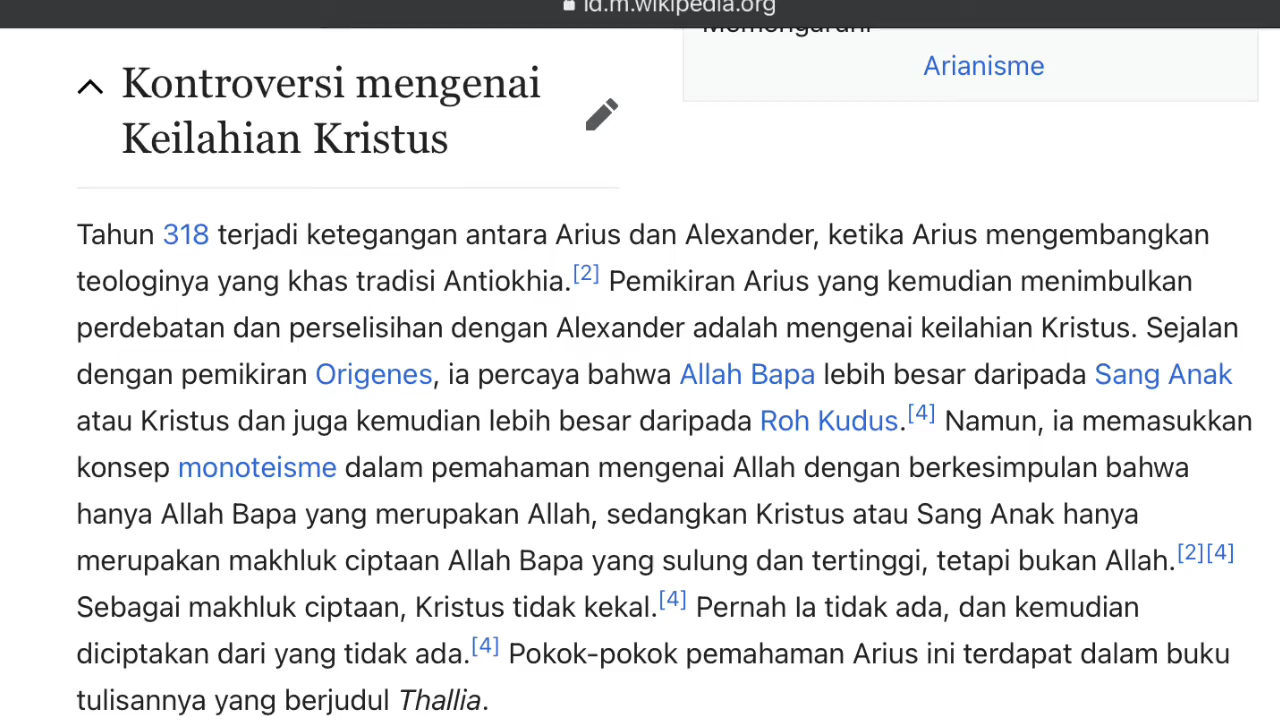 id.m.wikipedia.org
Arianisme
Kontroversi mengenai
Keilahian Kristus
Tahun 318 terjadi ketegangan antara Arius dan Alexander, ketika Arius mengembangkan
teologinya yang khas tradisi Antiokhia.[2] Pemikiran Arius yang kemudian menimbulkan
perdebatan dan perselisihan dengan Alexander adalah mengenai keilahian Kristus. Sejalan
dengan pemikiran Origenes, ia percaya bahwa Allah Bapa lebih besar daripada Sang Anak
atau Kristus dan juga kemudian lebih besar daripada Roh Kudus.[4] Namun, ia memasukkan
konsep monoteisme dalam pemahaman mengenai Allah dengan berkesimpulan bahwa
hanya Allah Bapa yang merupakan Allah, sedangkan Kristus atau Sang Anak hanya
merupakan makhluk ciptaan Allah Bapa yang sulung dan tertinggi, tetapi bukan Allah.[2][4]
Sebagai makhluk ciptaan, Kristus tidak kekal.[4] Pernah Ia tidak ada, dan kemudian
diciptakan dari yang tidak ada.[4] Pokok-pokok pemahaman Arius ini terdapat dalam buku
tulisannya yang berjudul Thallia.